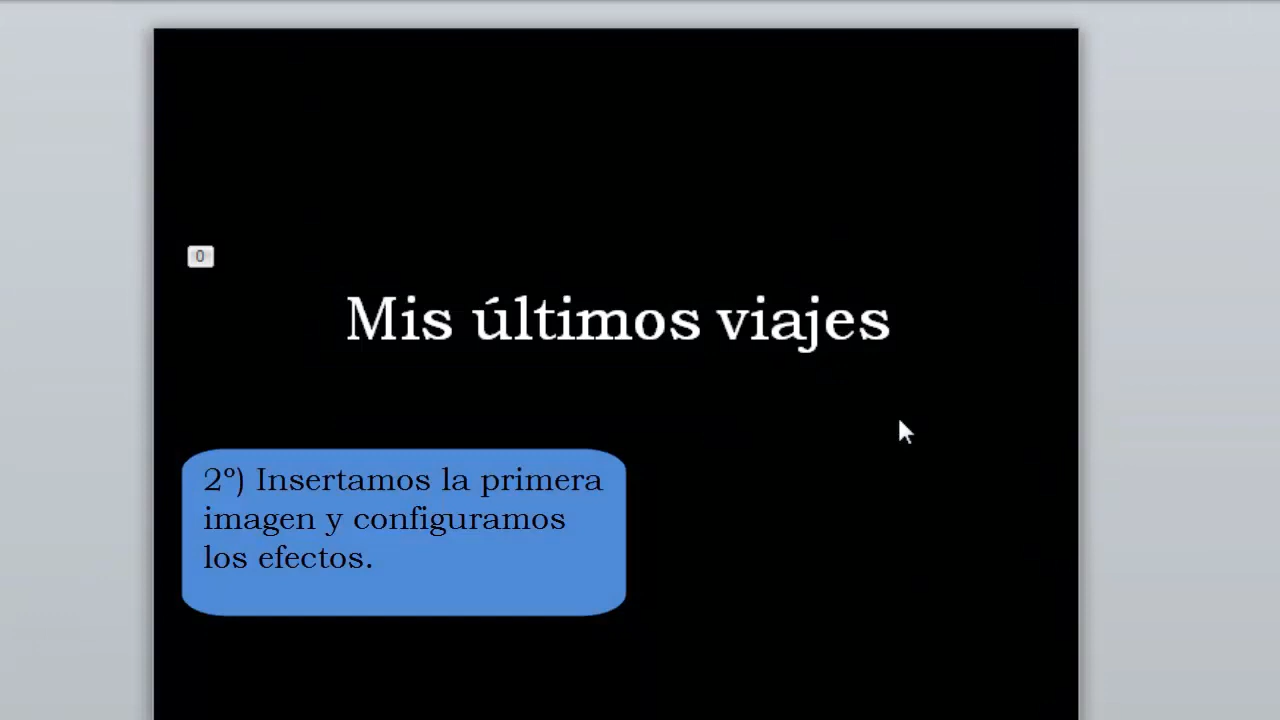 0
Mis últimos viajes
2º) Insertamos la primera
imagen y configuramos
los efectos.